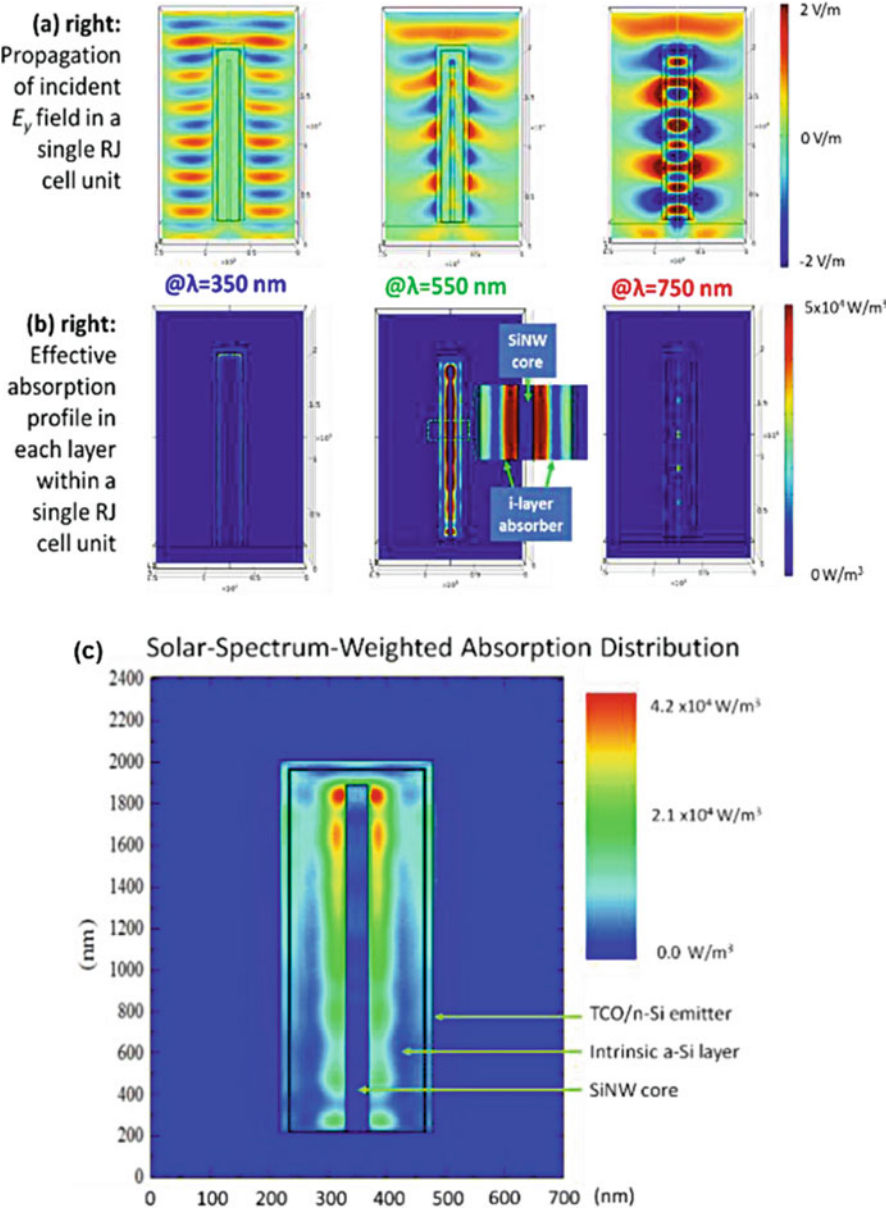 (a) right:
Propagation
of incident
Ey field in a
single RJ
cell unit
2 V/m
0 V/m
-2 V/m
@λ=350 nm
@λ=550 nm
@λ=750 nm
(b) right:
Effective
absorption
profile in
each layer
within a
single RJ
cell unit
SiNW
core
i-layer
absorber
5x10⁴ W/m³
0 W/m³
(c) Solar-Spectrum-Weighted Absorption Distribution
2400
2200
2000
1800
1600
1400
1200
1000
800
600
400
200
0
(nm)
0 100 200 300 400 500 600 700 (nm)
4.2 x10⁴ W/m³
2.1 x10⁴ W/m³
0.0 W/m³
TCO/n-Si emitter
Intrinsic a-Si layer
SiNW core